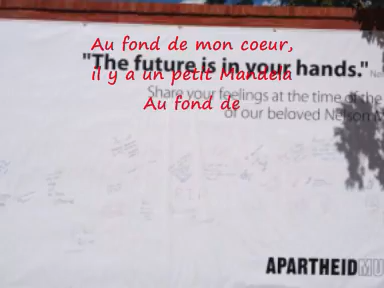 Au fond de mon coeur,
"The future is in your hands."
il y a un petit Mandela
Share your feelings at the time of the
Au fond de
of our beloved Nelson M
APARTHEIDMU